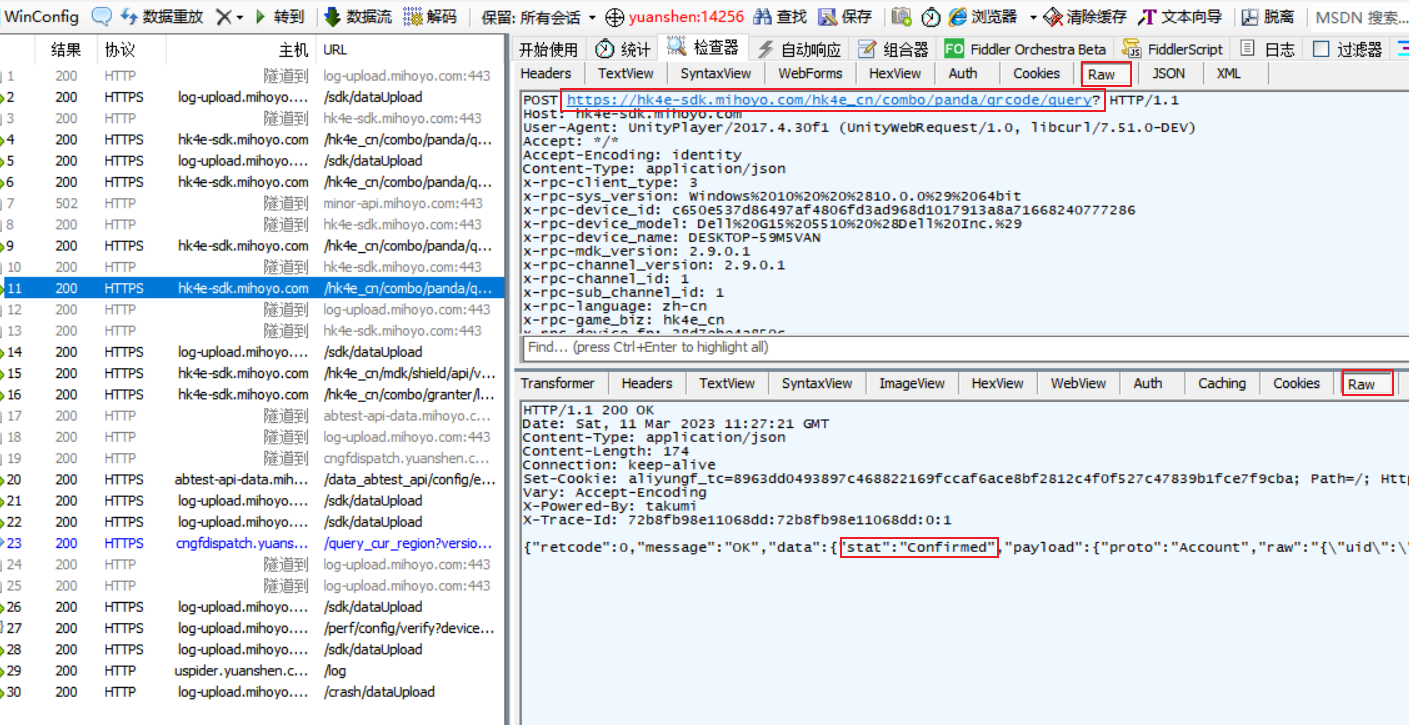 WinConfig 数据重放 转到 数据流 解码 保留: 所有会话 yuanshen:14256 查找 保存 浏览器 清除缓存 文本向导 脱离 MSDN 搜索...
结果 协议 主机 URL
1 200 HTTP 隧道到 log-upload.mihoyo.com:443
2 200 HTTPS log-upload.mihoyo.... /sdk/dataUpload
3 200 HTTP 隧道到 hk4e-sdk.mihoyo.com:443
4 200 HTTPS hk4e-sdk.mihoyo.com /hk4e_cn/combo/panda/q...
5 200 HTTPS log-upload.mihoyo.... /sdk/dataUpload
6 200 HTTPS hk4e-sdk.mihoyo.com /hk4e_cn/combo/panda/q...
7 502 HTTP 隧道到 minor-api.mihoyo.com:443
8 200 HTTP 隧道到 hk4e-sdk.mihoyo.com:443
9 200 HTTPS hk4e-sdk.mihoyo.com /hk4e_cn/combo/panda/q...
10 200 HTTP 隧道到 hk4e-sdk.mihoyo.com:443
11 200 HTTPS hk4e-sdk.mihoyo.com /hk4e_cn/combo/panda/q...
12 200 HTTP 隧道到 log-upload.mihoyo.com:443
13 200 HTTP 隧道到 hk4e-sdk.mihoyo.com:443
14 200 HTTPS log-upload.mihoyo.... /sdk/dataUpload
15 200 HTTPS hk4e-sdk.mihoyo.com /hk4e_cn/mdk/shield/api/v...
16 200 HTTPS hk4e-sdk.mihoyo.com /hk4e_cn/combo/granter/l...
17 200 HTTP 隧道到 abtest-api-data.mihoyo.c...
18 200 HTTP 隧道到 log-upload.mihoyo.com:443
19 200 HTTP 隧道到 cngfdispatch.yuanshen.c...
20 200 HTTPS abtest-api-data.mih... /data_abtest_api/config/e...
21 200 HTTPS log-upload.mihoyo.... /sdk/dataUpload
22 200 HTTPS log-upload.mihoyo.... /sdk/dataUpload
23 200 HTTPS cngfdispatch.yuans... /query_cur_region?versio...
24 200 HTTP 隧道到 log-upload.mihoyo.com:443
25 200 HTTP 隧道到 log-upload.mihoyo.com:443
26 200 HTTPS log-upload.mihoyo.... /sdk/dataUpload
27 200 HTTPS log-upload.mihoyo.... /perf/config/verify?device...
28 200 HTTPS log-upload.mihoyo.... /sdk/dataUpload
29 200 HTTP uspider.yuanshen.c... /log
30 200 HTTP log-upload.mihoyo.... /crash/dataUpload
开始使用 统计 检查器 自动响应 组合器 FO Fiddler Orchestra Beta FiddlerScript 日志 过滤器
Headers TextView SyntaxView WebForms HexView Auth Cookies Raw JSON XML
POST https://hk4e-sdk.mihoyo.com/hk4e_cn/combo/panda/qrcode/query? HTTP/1.1
Host: hk4e-sdk.mihoyo.com
User-Agent: UnityPlayer/2017.4.30f1 (UnityWebRequest/1.0, libcurl/7.51.0-DEV)
Accept: */*
Accept-Encoding: identity
Content-Type: application/json
x-rpc-client_type: 3
x-rpc-sys_version: Windows%2010%20%20%2810.0.0%29%2064bit
x-rpc-device_id: c650e537d86497af4806fd3ad968d1017913a8a71668240777286
x-rpc-device_model: Dell%20G15%205510%20%28Dell%20Inc.%29
x-rpc-device_name: DESKTOP-59M5VAN
x-rpc-mdk_version: 2.9.0.1
x-rpc-channel_version: 2.9.0.1
x-rpc-channel_id: 1
x-rpc-sub_channel_id: 1
x-rpc-language: zh-cn
x-rpc-game_biz: hk4e_cn
Find... (press Ctrl+Enter to highlight all)
Transformer Headers TextView SyntaxView ImageView HexView WebView Auth Caching Cookies Raw
HTTP/1.1 200 OK
Date: Sat, 11 Mar 2023 11:27:21 GMT
Content-Type: application/json
Content-Length: 174
Connection: keep-alive
Set-Cookie: aliyungf_tc=8963dd0493897c468822169fccaf6ace8bf2812c4f0f527c47839b1fce7f9cba; Path=/; Htt
Vary: Accept-Encoding
X-Powered-By: takumi
X-Trace-Id: 72b8fb98e11068dd:72b8fb98e11068dd:0:1
{"retcode":0,"message":"OK","data":{"stat":"Confirmed","payload":{"proto":"Account","raw":"{\"uid\":\"